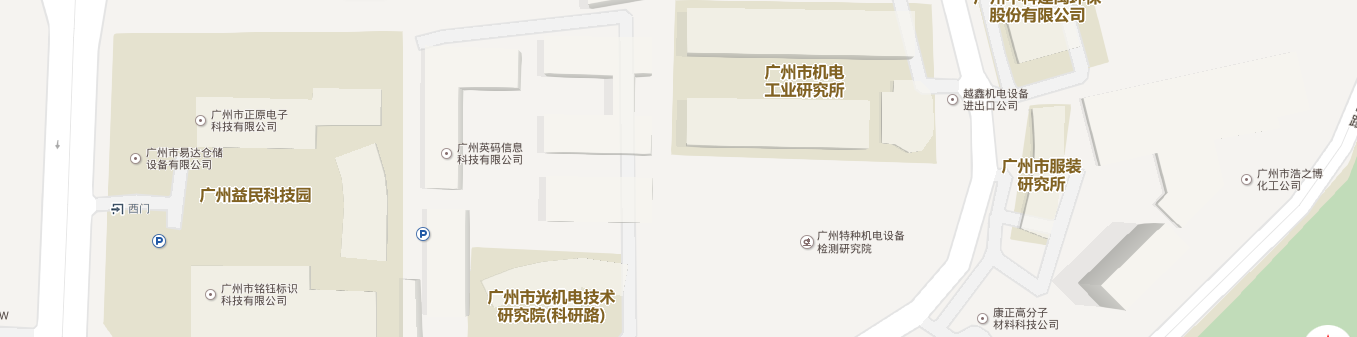 股份有限公司
广州市机电
工业研究所
越鑫机电设备
进出口公司
广州市正原电子
科技有限公司
广州市易达仓储
设备有限公司
广州英码信息
科技有限公司
广州市服装
研究所
广州市浩之博
化工公司
广州益民科技园
西门
P
P
广州特种机电设备
检测研究院
广州市铭钰标识
科技有限公司
广州市光机电技术
研究院(科研路)
康正高分子
材料科技公司
w